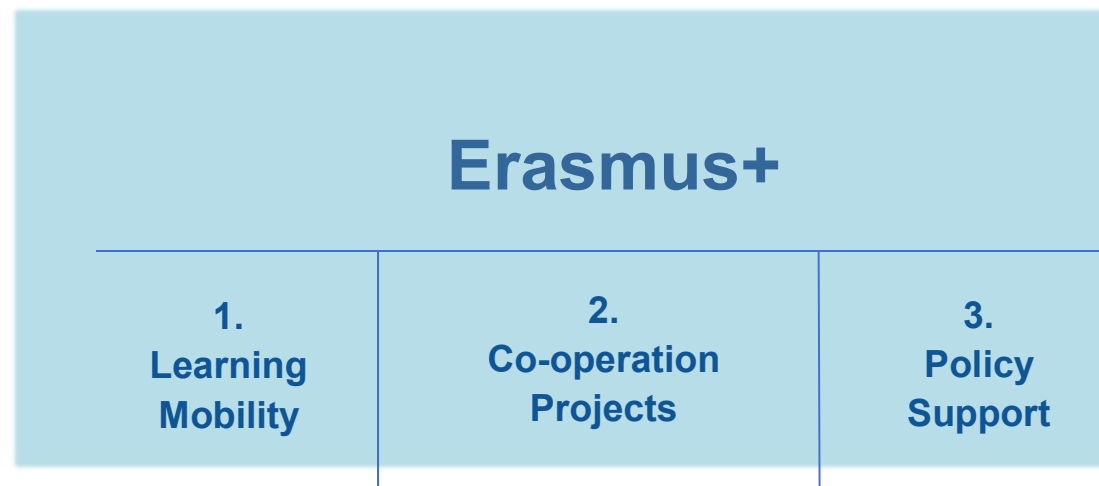 Erasmus+
1.
Learning
Mobility
2.
Co-operation
Projects
3.
Policy
Support